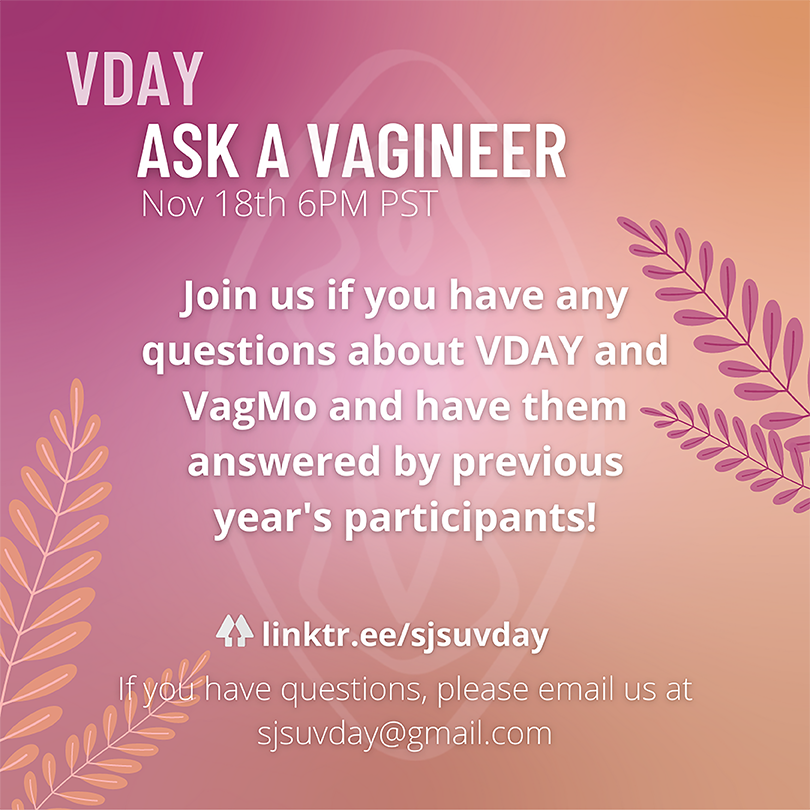 VDAY
ASK A VAGINEER
Nov 18th 6PM PST
Join us if you have any
questions about VDAY and
VagMo and have them
answered by previous
year's participants!
linktr.ee/sjsuvday
If you have questions, please email us at
sjsuvday@gmail.com